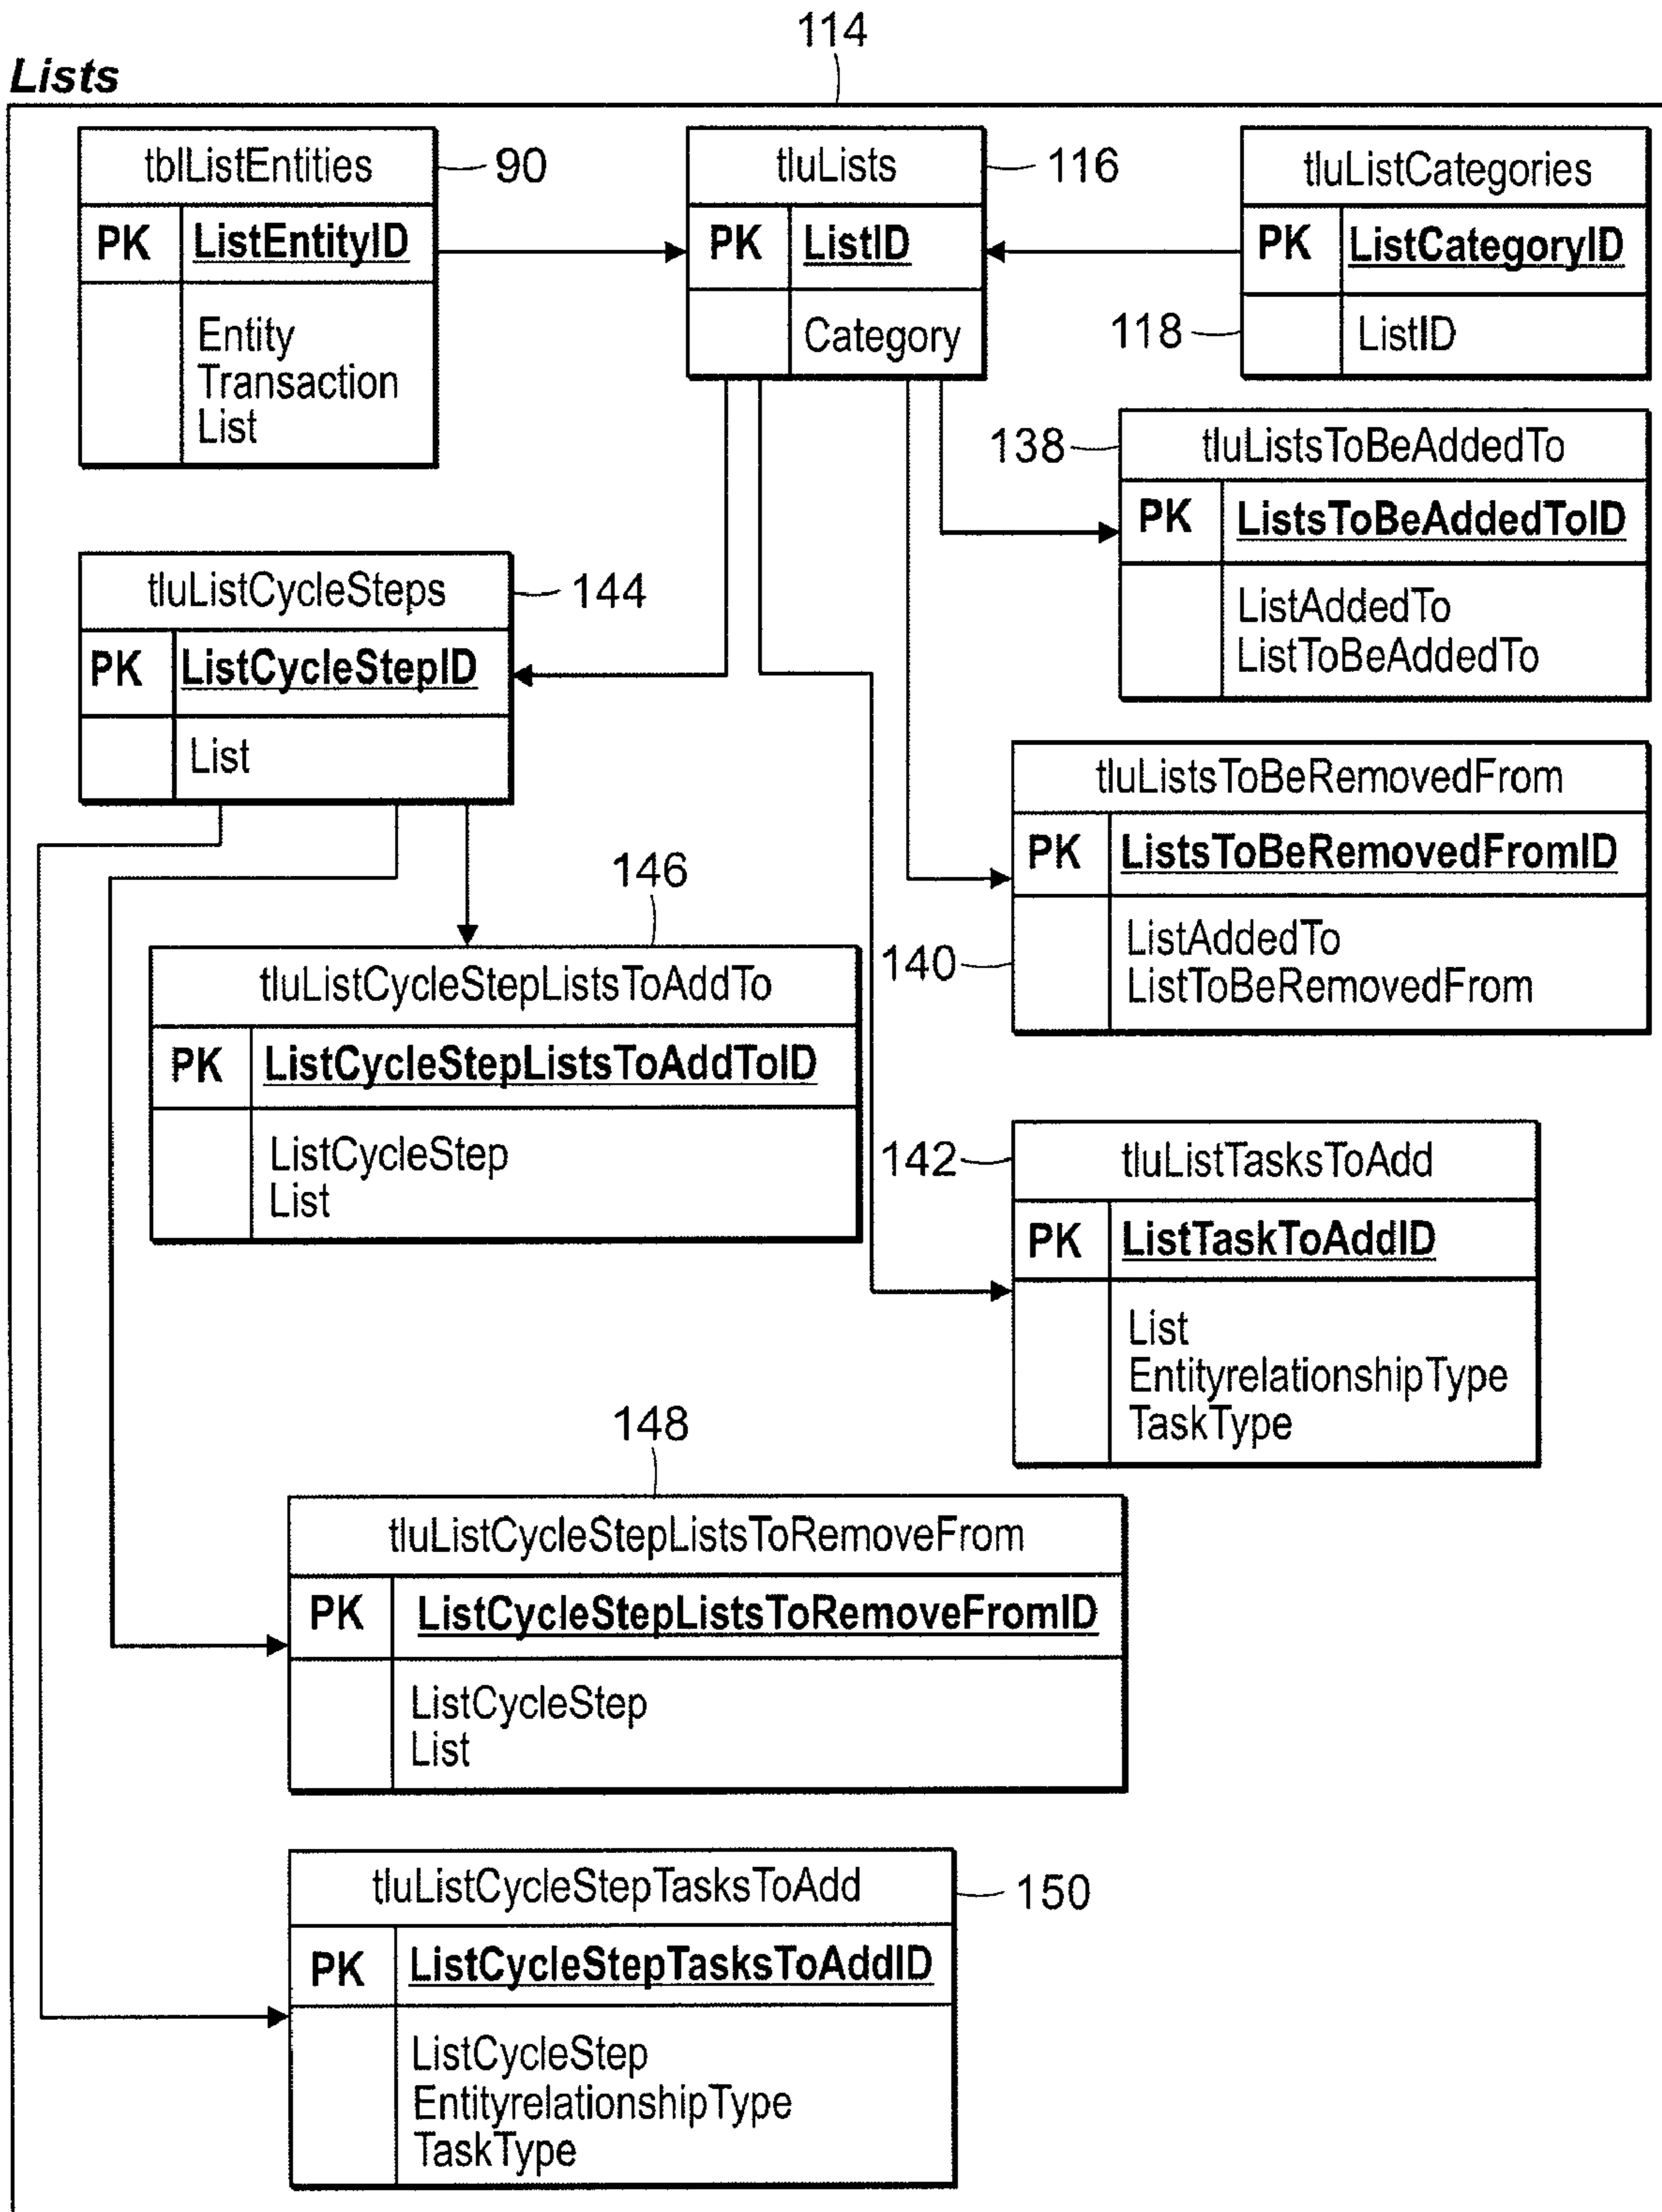 114
Lists
tblListEntities
90
PK ListEntityID
Entity
Transaction
List
tluLists
116
PK ListID
Category
tluListCategories
PK ListCategoryID
118
ListID
138
tluListsToBeAddedTo
PK ListsToBeAddedToID
ListAddedTo
ListToBeAddedTo
tluListCycleSteps
144
PK ListCycleStepID
List
tluListsToBeRemovedFrom
PK ListsToBeRemovedFromID
140
ListAddedTo
ListToBeRemovedFrom
146
tluListCycleStepListsToAddTo
PK ListCycleStepListsToAddToID
ListCycleStep
List
142
tluListTasksToAdd
PK ListTaskToAddID
List
EntityrelationshipType
TaskType
148
tluListCycleStepListsToRemoveFrom
PK ListCycleStepListsToRemoveFromID
ListCycleStep
List
tluListCycleStepTasksToAdd
150
PK ListCycleStepTasksToAddID
ListCycleStep
EntityrelationshipType
TaskType